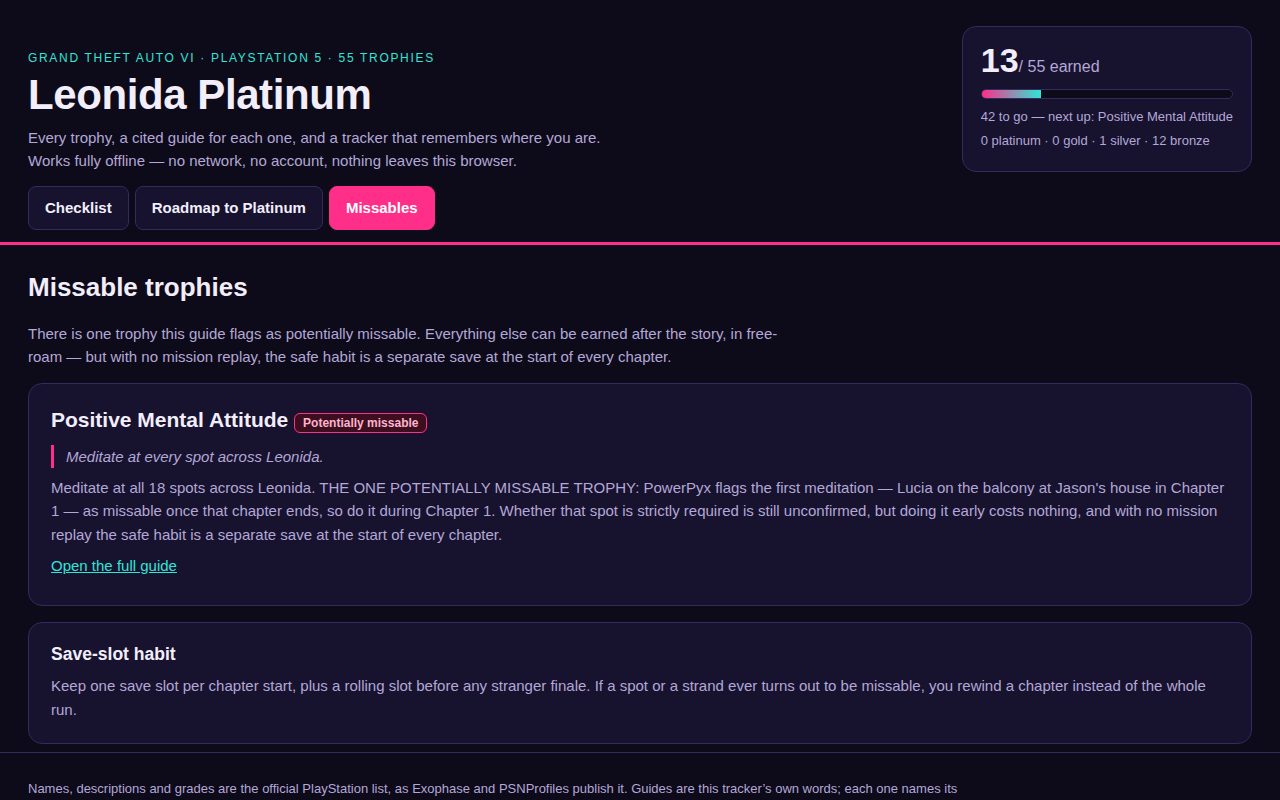 GRAND THEFT AUTO VI · PLAYSTATION 5 · 55 TROPHIES
Leonida Platinum
Every trophy, a cited guide for each one, and a tracker that remembers where you are.
Works fully offline — no network, no account, nothing leaves this browser.
13 / 55 earned
42 to go — next up: Positive Mental Attitude
0 platinum · 0 gold · 1 silver · 12 bronze
Checklist
Roadmap to Platinum
Missables
Missable trophies
There is one trophy this guide flags as potentially missable. Everything else can be earned after the story, in free-
roam — but with no mission replay, the safe habit is a separate save at the start of every chapter.
Positive Mental Attitude Potentially missable
Meditate at every spot across Leonida.
Meditate at all 18 spots across Leonida. THE ONE POTENTIALLY MISSABLE TROPHY: PowerPyx flags the first meditation — Lucia on the balcony at Jason's house in Chapter
1 — as missable once that chapter ends, so do it during Chapter 1. Whether that spot is strictly required is still unconfirmed, but doing it early costs nothing, and with no mission
replay the safe habit is a separate save at the start of every chapter.
Open the full guide
Save-slot habit
Keep one save slot per chapter start, plus a rolling slot before any stranger finale. If a spot or a strand ever turns out to be missable, you rewind a chapter instead of the whole
run.
Names, descriptions and grades are the official PlayStation list, as Exophase and PSNProfiles publish it. Guides are this tracker’s own words; each one names its